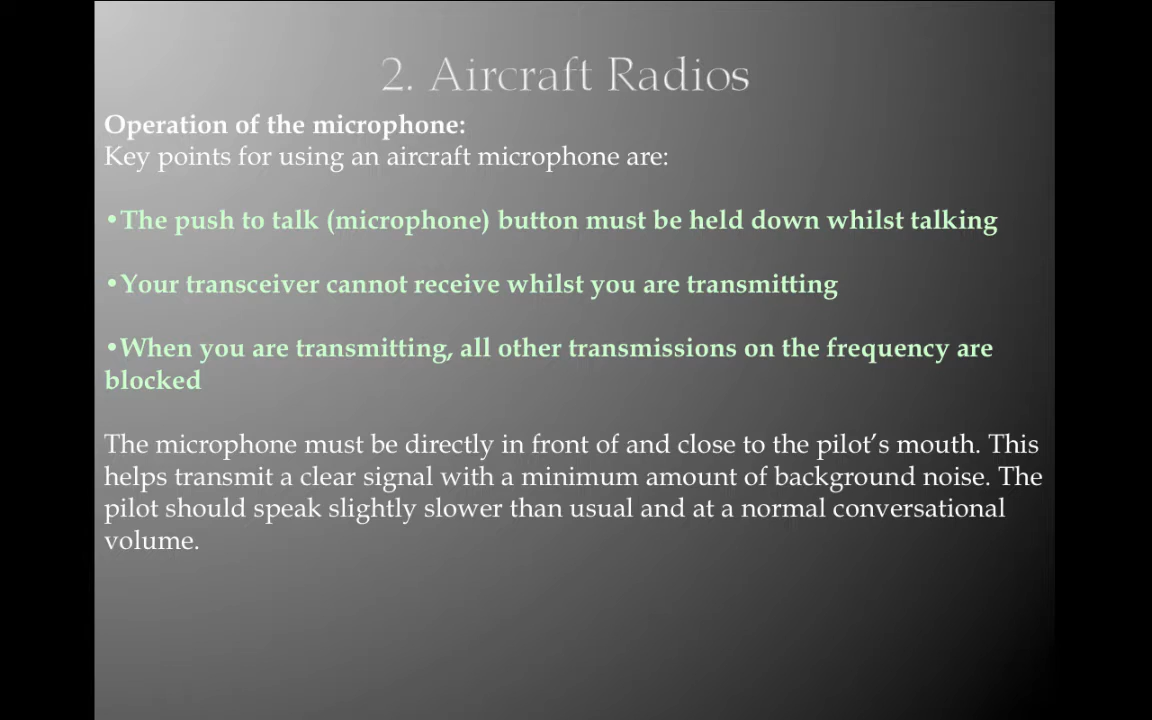 2. Aircraft Radios
Operation of the microphone:
Key points for using an aircraft microphone are:
•The push to talk (microphone) button must be held down whilst talking
•Your transceiver cannot receive whilst you are transmitting
•When you are transmitting, all other transmissions on the frequency are
blocked
The microphone must be directly in front of and close to the pilot’s mouth. This
helps transmit a clear signal with a minimum amount of background noise. The
pilot should speak slightly slower than usual and at a normal conversational
volume.